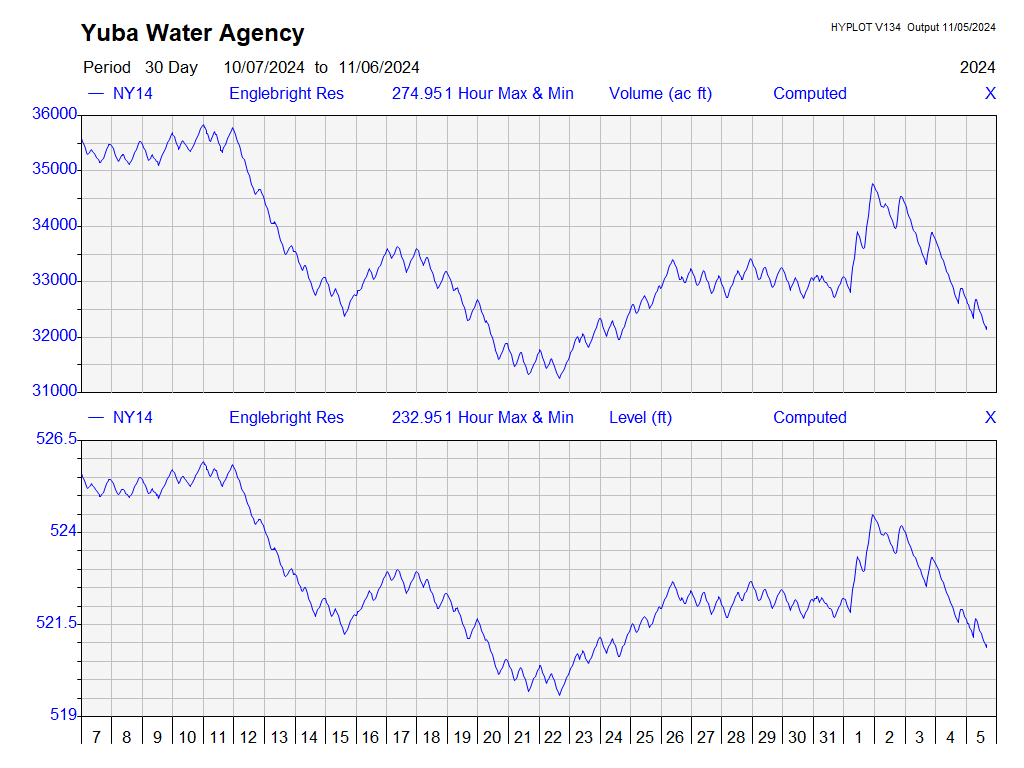 Yuba Water Agency
HYPLOT V134 Output 11/05/2024
Period 30 Day 10/07/2024 to 11/06/2024 2024
NY14 Englebright Res 274.951 Hour Max & Min Volume (ac ft) Computed X
36000
35000
34000
33000
32000
31000
NY14 Englebright Res 232.951 Hour Max & Min Level (ft) Computed X
526.5
524
521.5
519
7 8 9 10 11 12 13 14 15 16 17 18 19 20 21 22 23 24 25 26 27 28 29 30 31 1 2 3 4 5